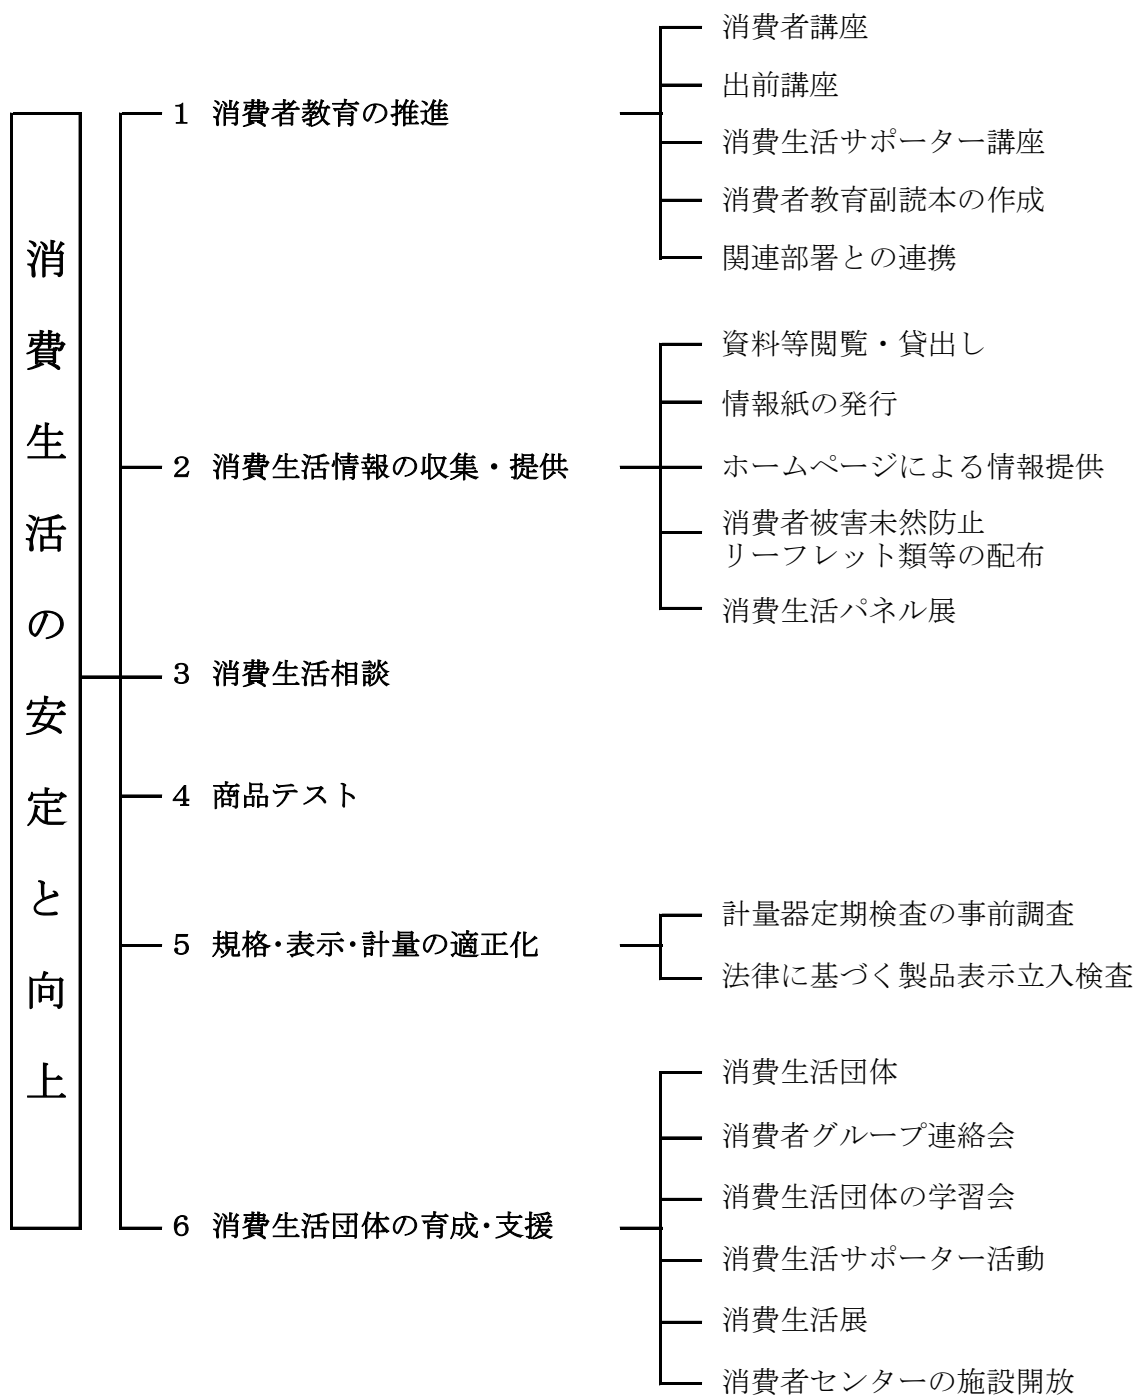 消費生活の安定と向上
1 消費者教育の推進
消費者講座
出前講座
消費生活サポーター講座
消費者教育副読本の作成
関連部署との連携
2 消費生活情報の収集・提供
資料等閲覧・貸出し
情報紙の発行
ホームページによる情報提供
消費者被害未然防止
リーフレット類等の配布
消費生活パネル展
3 消費生活相談
4 商品テスト
5 規格･表示･計量の適正化
計量器定期検査の事前調査
法律に基づく製品表示立入検査
6 消費生活団体の育成･支援
消費生活団体
消費者グループ連絡会
消費生活団体の学習会
消費生活サポーター活動
消費生活展
消費者センターの施設開放